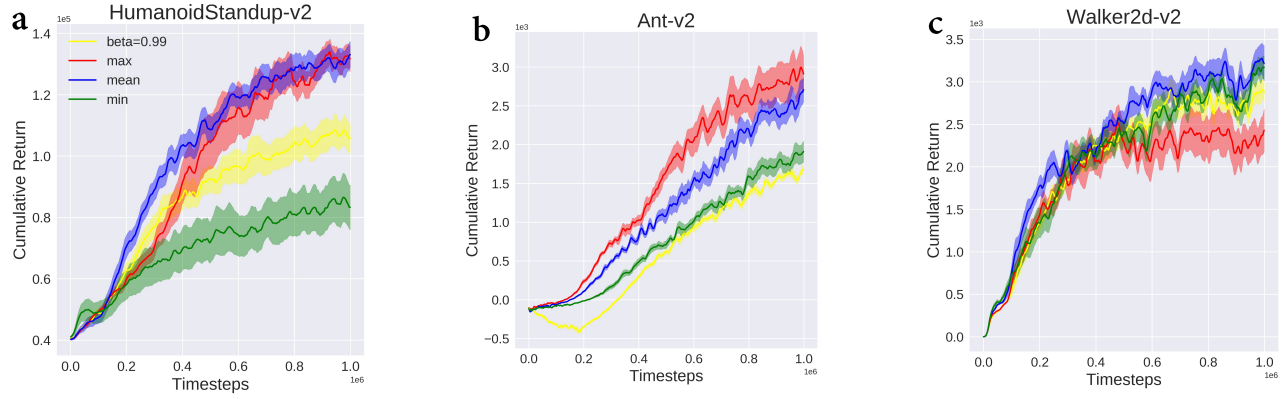 a
HumanoidStandup-v2
1e5
1.4
1.2
1.0
0.8
0.6
0.4
Cumulative Return
beta=0.99
max
mean
min
0.0 0.2 0.4 0.6 0.8 1.0
1e6
Timesteps
b
Ant-v2
1e3
3.0
2.5
2.0
1.5
1.0
0.5
0.0
−0.5
Cumulative Return
0.0 0.2 0.4 0.6 0.8 1.0
1e6
Timesteps
c
Walker2d-v2
1e3
3.5
3.0
2.5
2.0
1.5
1.0
0.5
0.0
Cumulative Return
0.0 0.2 0.4 0.6 0.8 1.0
1e6
Timesteps